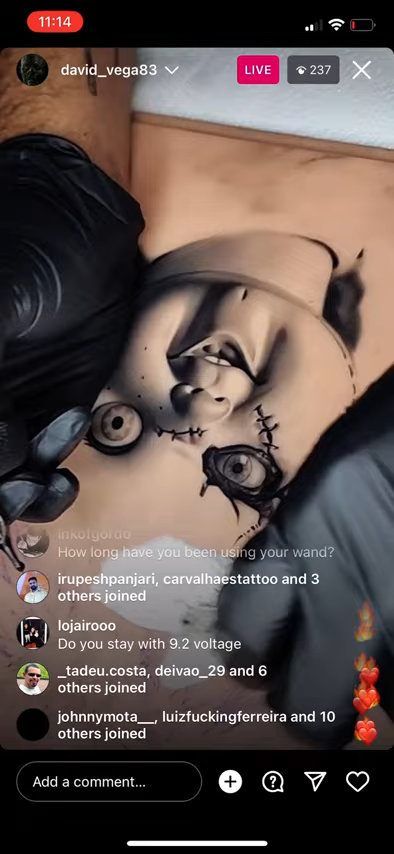 11:14
david_vega83
LIVE
237
inkofgordo
How long have you been using your wand?
irupeshpanjari, carvalhaestattoo and 3
others joined
lojairooo
Do you stay with 9.2 voltage
_tadeu.costa, deivao_29 and 6
others joined
johnnymota__, luizfuckingferreira and 10
others joined
Add a comment...